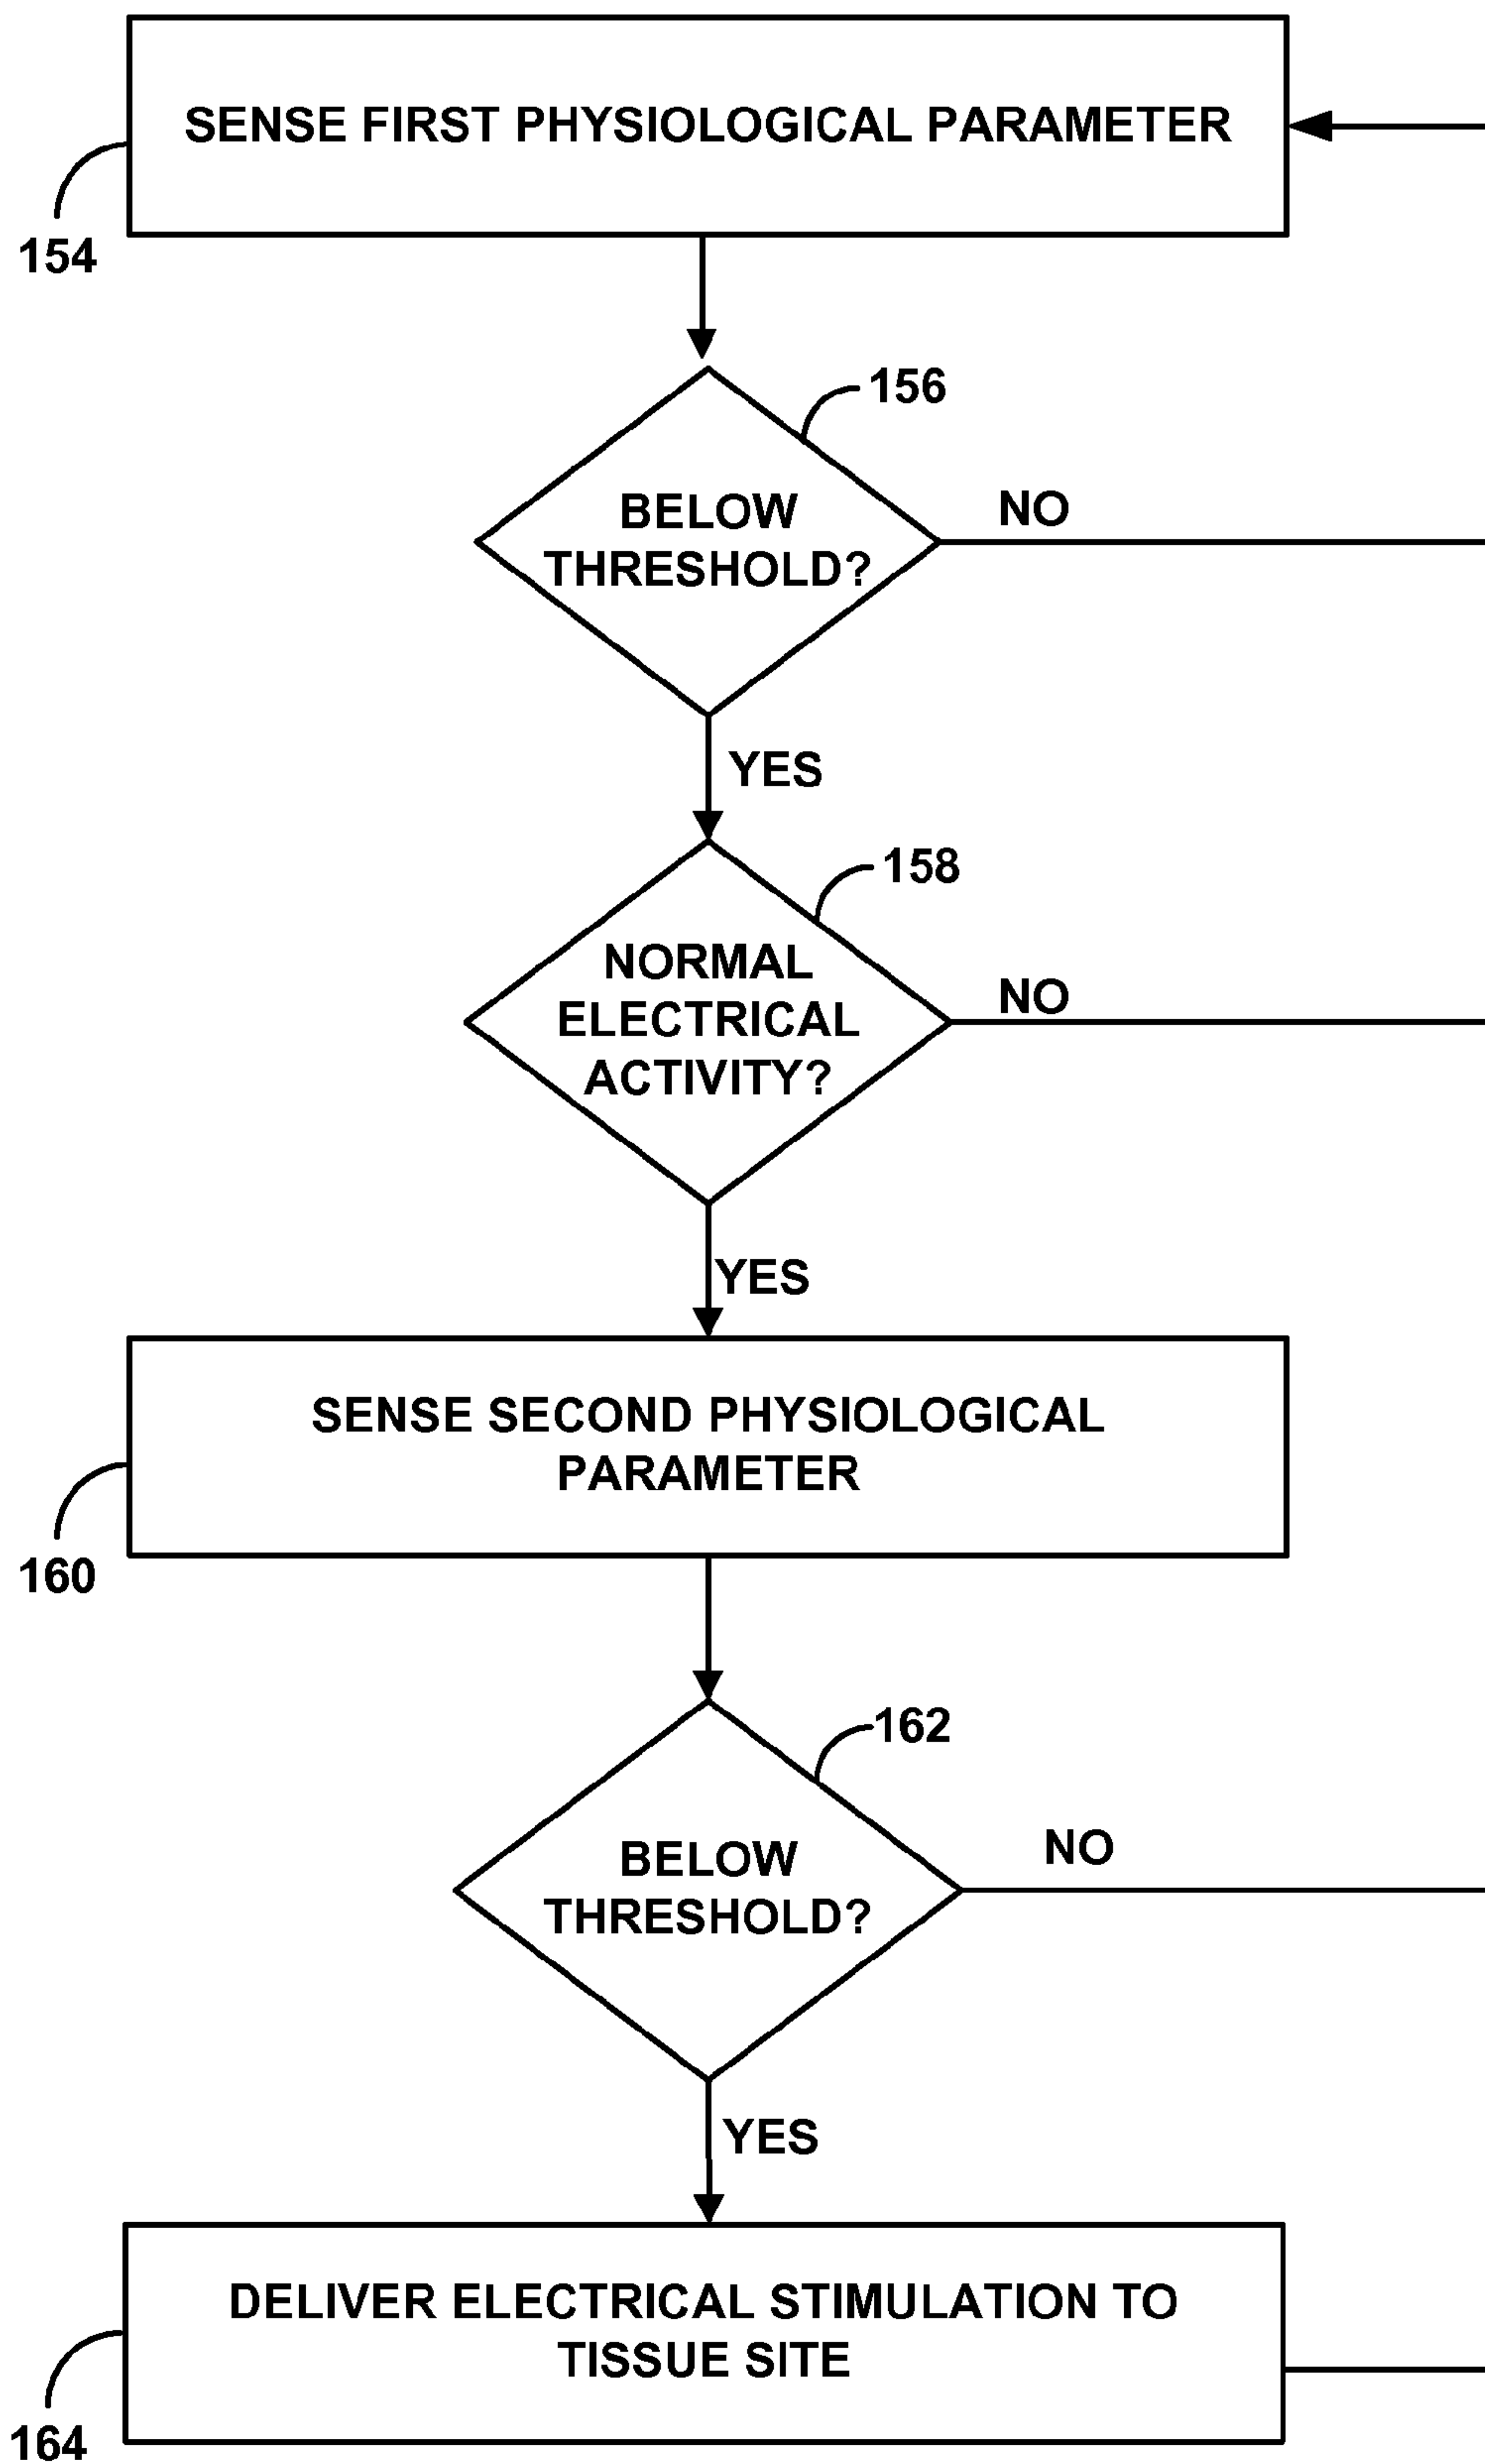 SENSE FIRST PHYSIOLOGICAL PARAMETER
154
156
BELOW
THRESHOLD?
NO
YES
158
NORMAL
ELECTRICAL
ACTIVITY?
NO
YES
SENSE SECOND PHYSIOLOGICAL
PARAMETER
160
162
BELOW
THRESHOLD?
NO
YES
DELIVER ELECTRICAL STIMULATION TO
TISSUE SITE
164